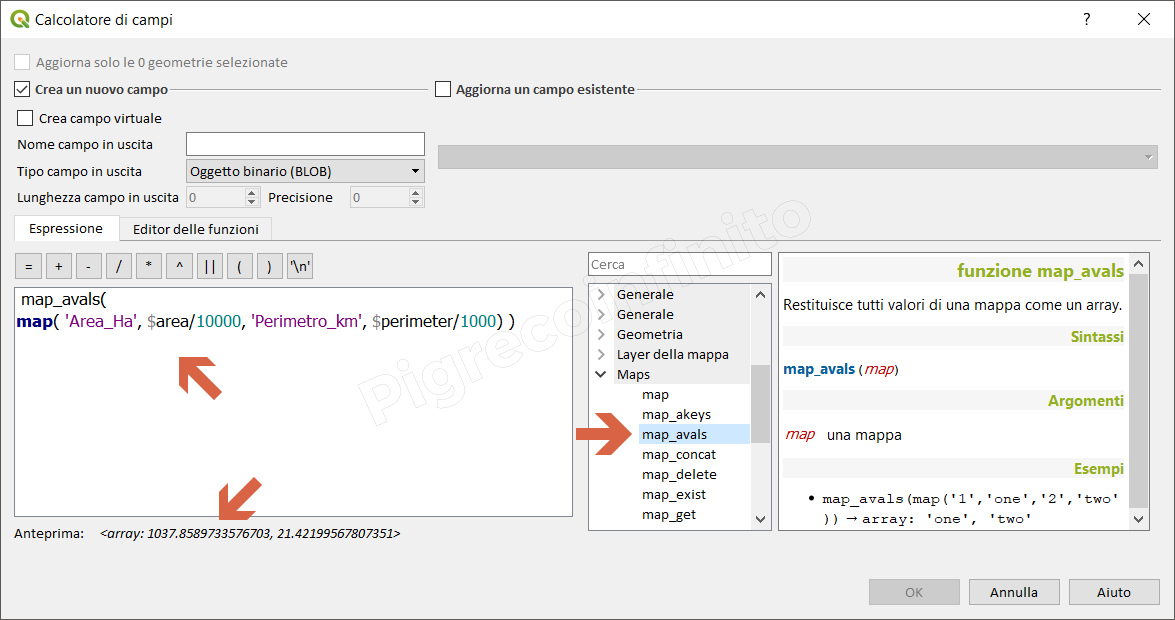 Calcolatore di campi
?
Aggiorna solo le 0 geometrie selezionate
Crea un nuovo campo
Aggiorna un campo esistente
Crea campo virtuale
Nome campo in uscita
Tipo campo in uscita
Oggetto binario (BLOB)
Lunghezza campo in uscita
0
Precisione
0
Espressione
Editor delle funzioni
= + - / * ^ || ( ) '\n'
map_avals(
map( 'Area_Ha', $area/10000, 'Perimetro_km', $perimeter/1000) )
Anteprima:
<array: 1037.8589733576703, 21.42199567807351>
Cerca
Generale
Generale
Geometria
Layer della mappa
Maps
map
map_akeys
map_avals
map_concat
map_delete
map_exist
map_get
funzione map_avals
Restituisce tutti valori di una mappa come un array.
Sintassi
map_avals (map)
Argomenti
map una mappa
Esempi
• map_avals(map('1','one','2','two'
)) → array: 'one', 'two'
Pigrecoinfinito
OK
Annulla
Aiuto